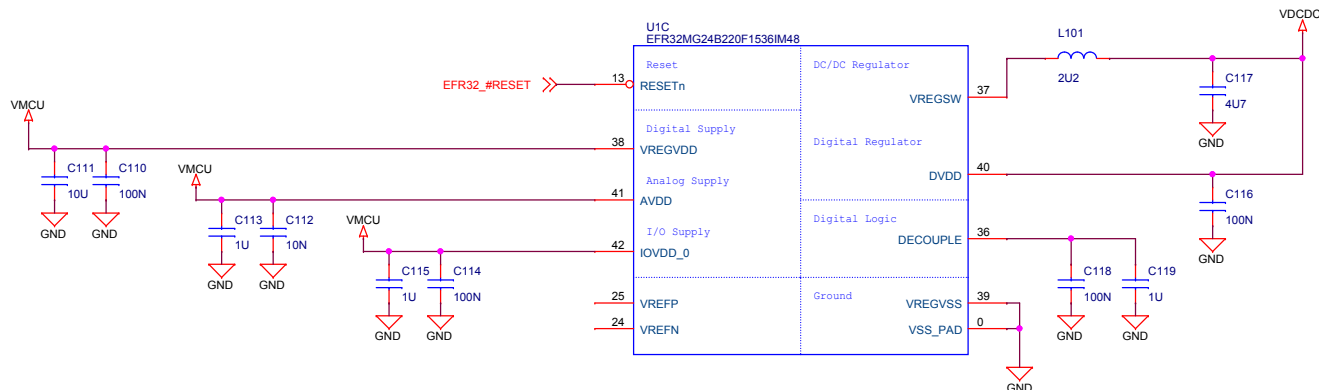 U1C
EFR32MG24B220F1536IM48
VDCDC
L101
2U2
Reset
DC/DC Regulator
EFR32_#RESET
13
RESETn
37
VREGSW
C117
4U7
GND
VMCU
Digital Supply
Digital Regulator
38
VREGVDD
C111
10U
GND
C110
100N
GND
VMCU
Analog Supply
40
DVDD
41
AVDD
C116
100N
GND
C113
1U
GND
C112
10N
GND
VMCU
I/O Supply
Digital Logic
42
IOVDD_0
36
DECOUPLE
C115
1U
GND
C114
100N
GND
C118
100N
GND
C119
1U
GND
Ground
25
VREFP
39
VREGVSS
24
VREFN
0
VSS_PAD
GND